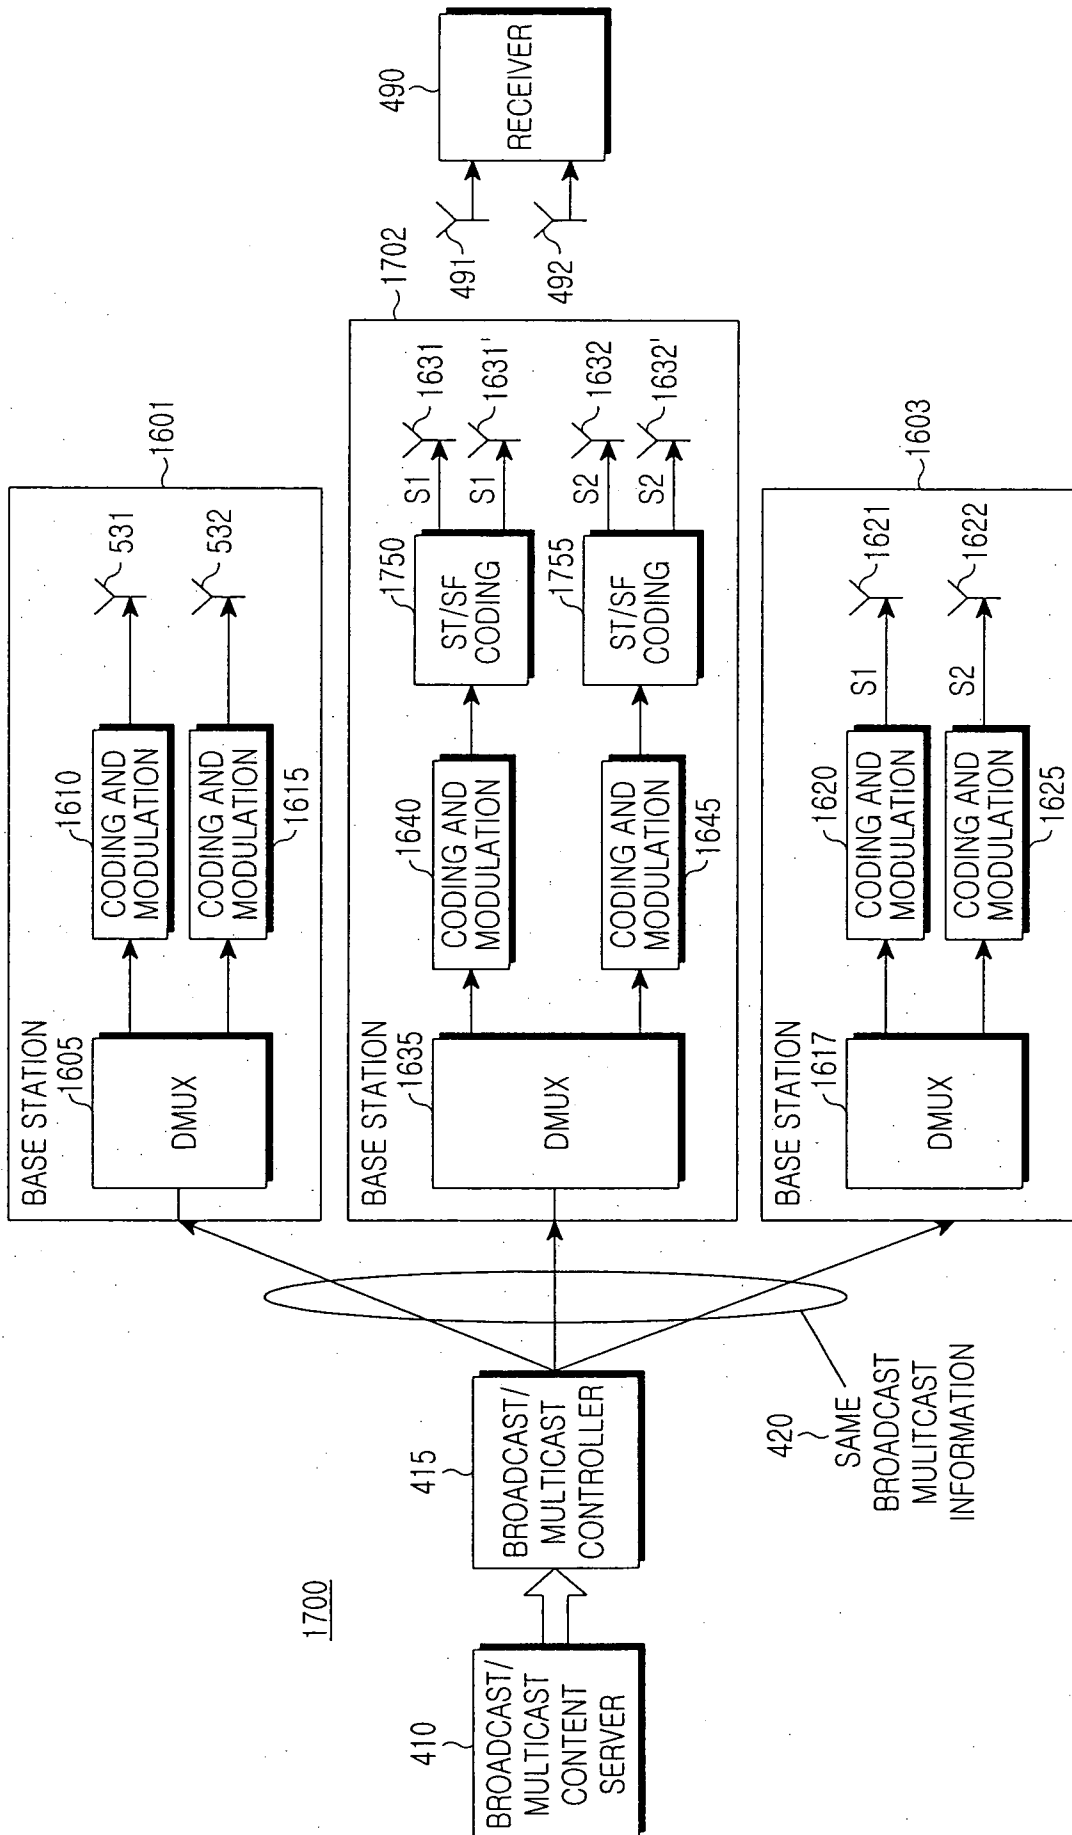 1700
410
BROADCAST/
MULTICAST
CONTENT
SERVER
415
BROADCAST/
MULTICAST
CONTROLLER
420
SAME
BROADCAST
MULITCAST
INFORMATION
BASE STATION
1601
1605
DMUX
1610
CODING AND
MODULATION
531
CODING AND
MODULATION
1615
532
BASE STATION
1702
1635
DMUX
1640
CODING AND
MODULATION
1750
ST/SF
CODING
S1
1631
S1
1631'
CODING AND
MODULATION
1645
1755
ST/SF
CODING
S2
1632
S2
1632'
BASE STATION
1603
1617
DMUX
1620
CODING AND
MODULATION
S1
1621
CODING AND
MODULATION
1625
S2
1622
490
RECEIVER
491
492